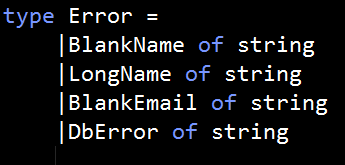 type Error =
    |BlankName of string
    |LongName of string
    |BlankEmail of string
    |DbError of string